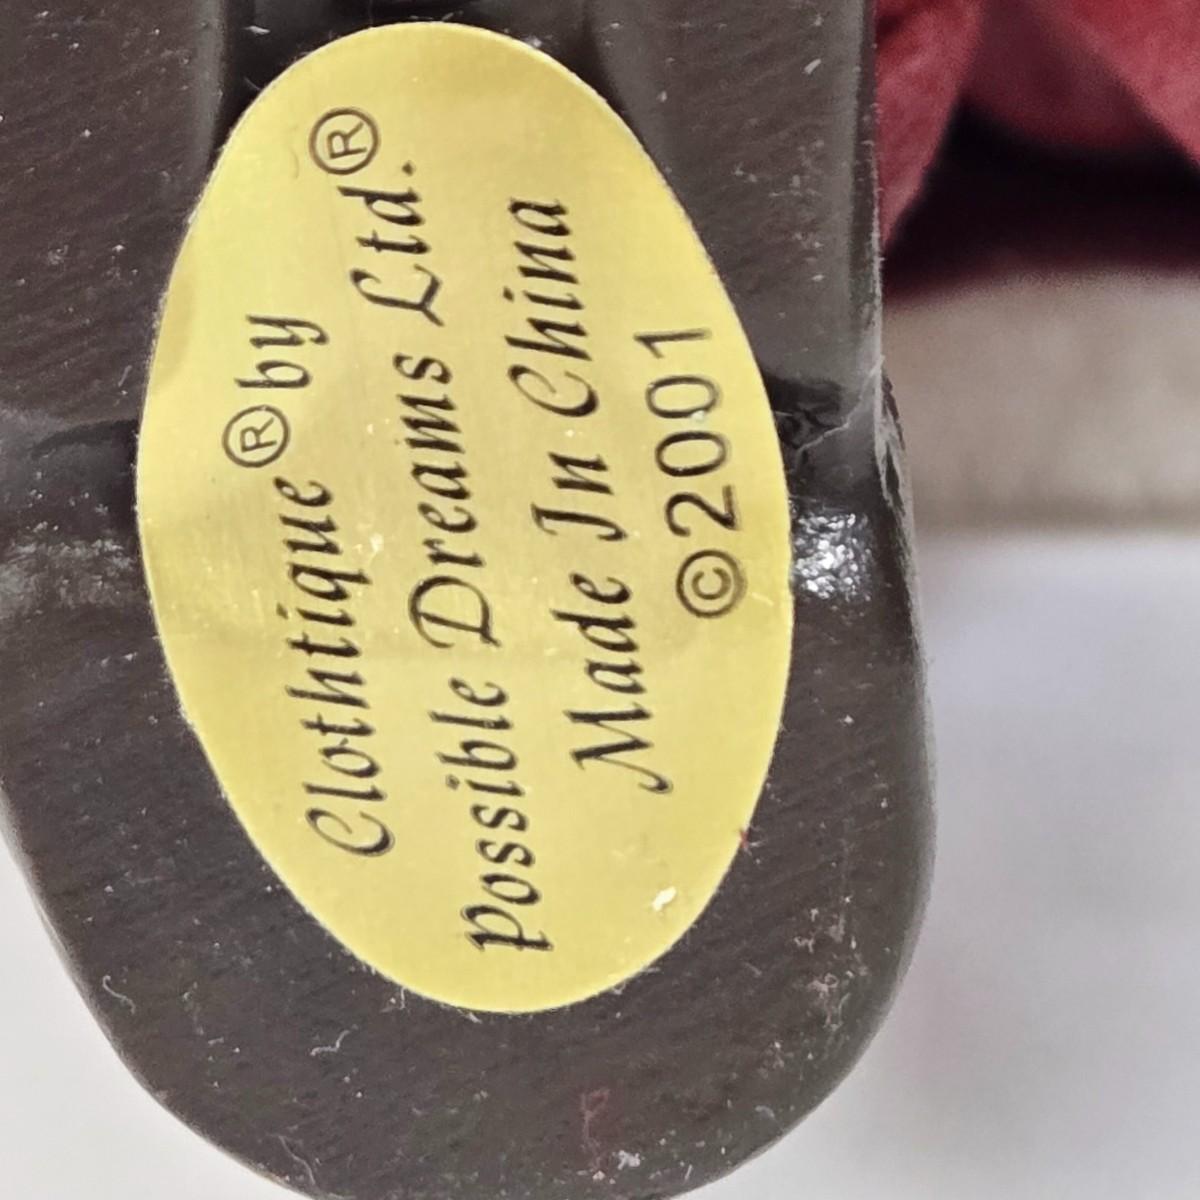 Clothtique® by
Possible Dreams Ltd.®
Made In China
©2001